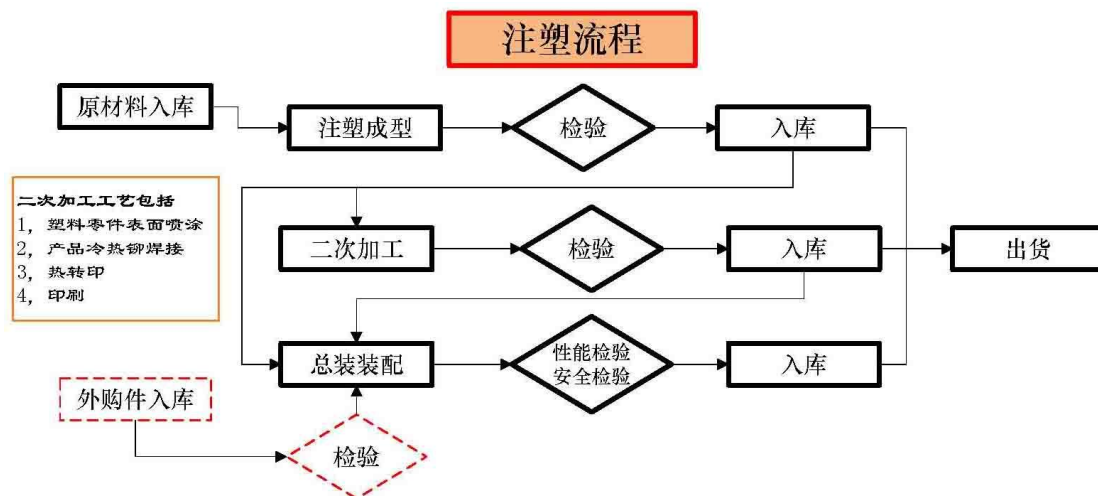 注塑流程
原材料入库
注塑成型
检验
入库
二次加工工艺包括
1，塑料零件表面喷涂
2，产品冷热铆焊接
3，热转印
4，印刷
二次加工
检验
入库
出货
总装装配
性能检验
安全检验
入库
外购件入库
检验